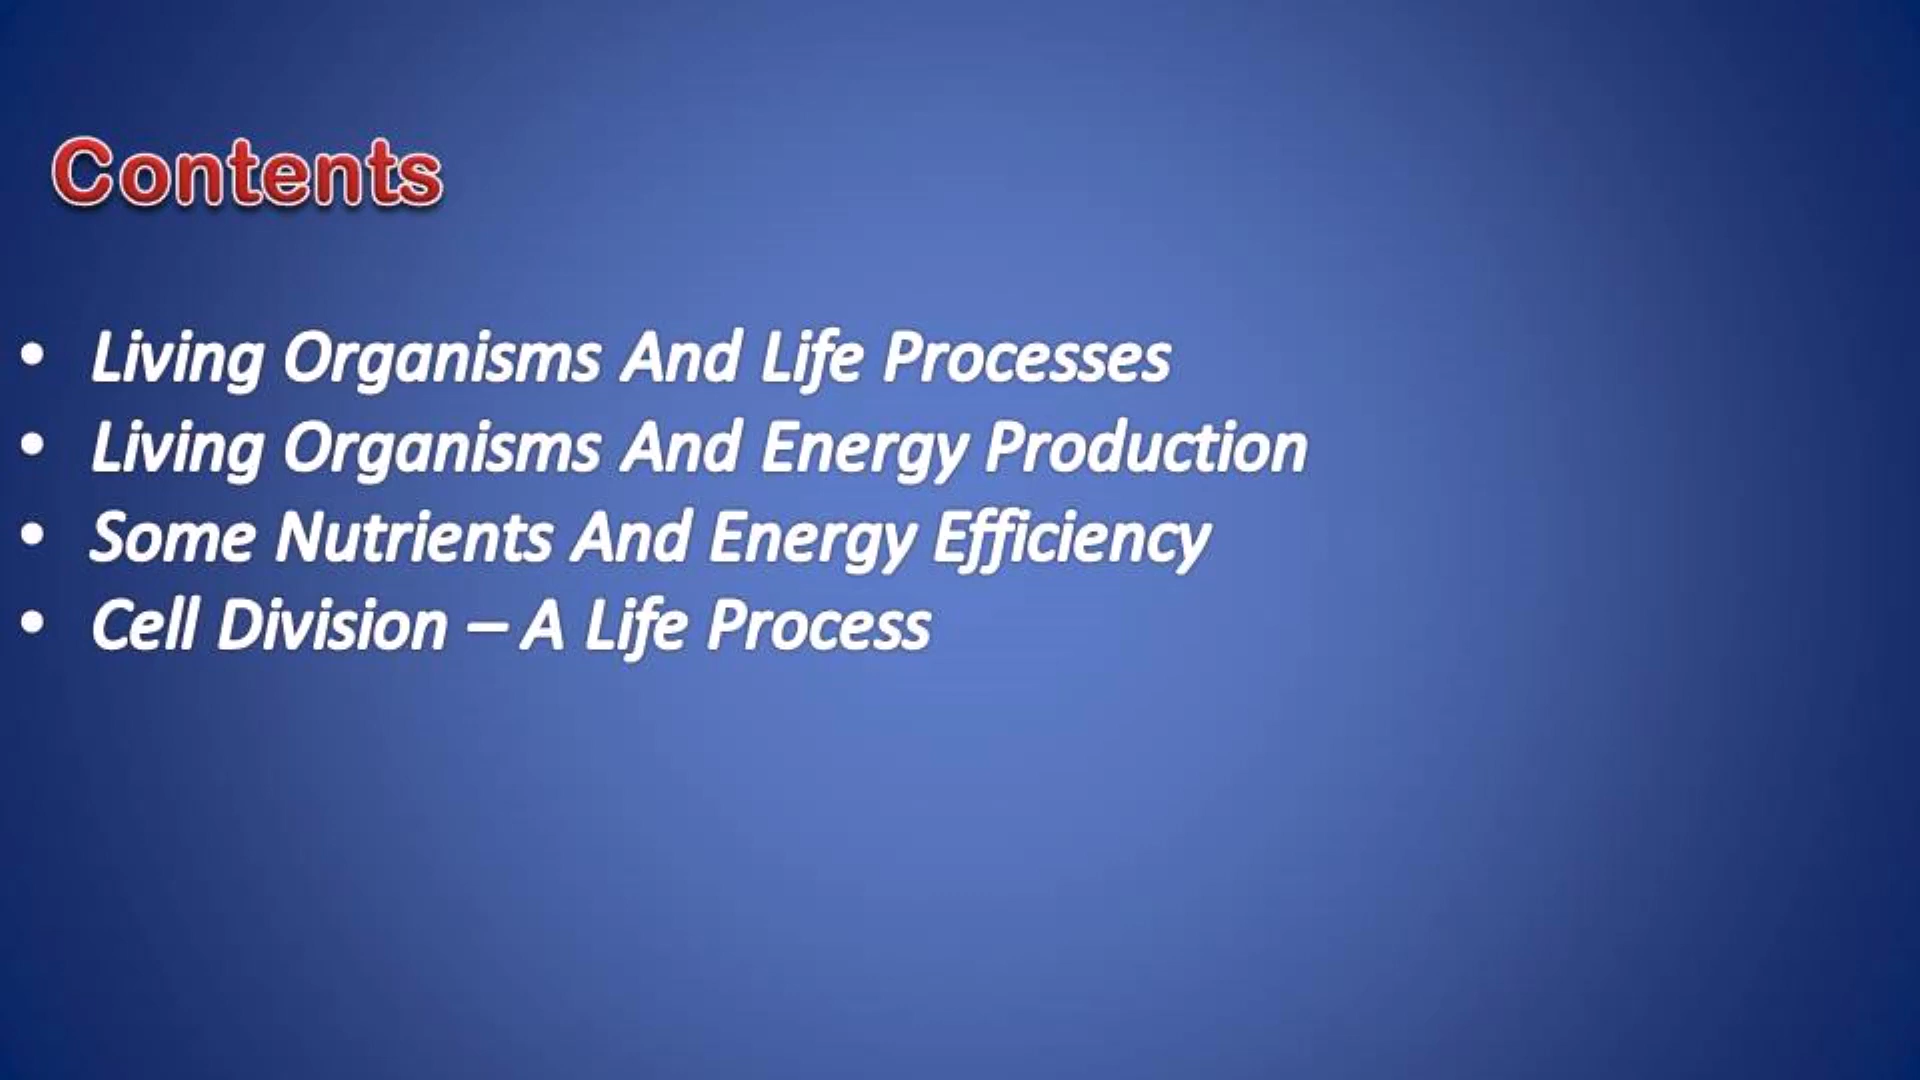 Contents
• Living Organisms And Life Processes
• Living Organisms And Energy Production
• Some Nutrients And Energy Efficiency
• Cell Division – A Life Process